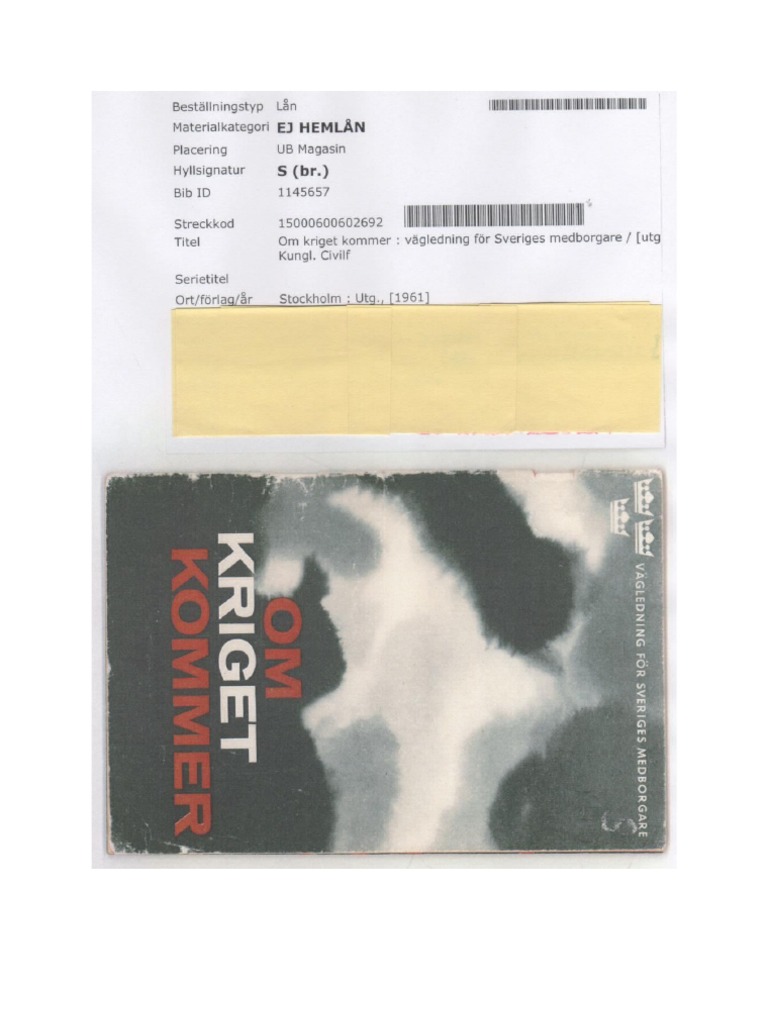 Beställningstyp Lån
Materialkategori EJ HEMLÅN
Placering UB Magasin
Hyllsignatur S (br.)
Bib ID 1145657
Streckkod 15000600602692
Titel Om kriget kommer : vägledning för Sveriges medborgare / [utg
Kungl. Civilf
Serietitel
Ort/förlag/år Stockholm : Utg., [1961]
VÄGLEDNING FÖR SVERIGES MEDBORGARE
OM
KRIGET
KOMMER